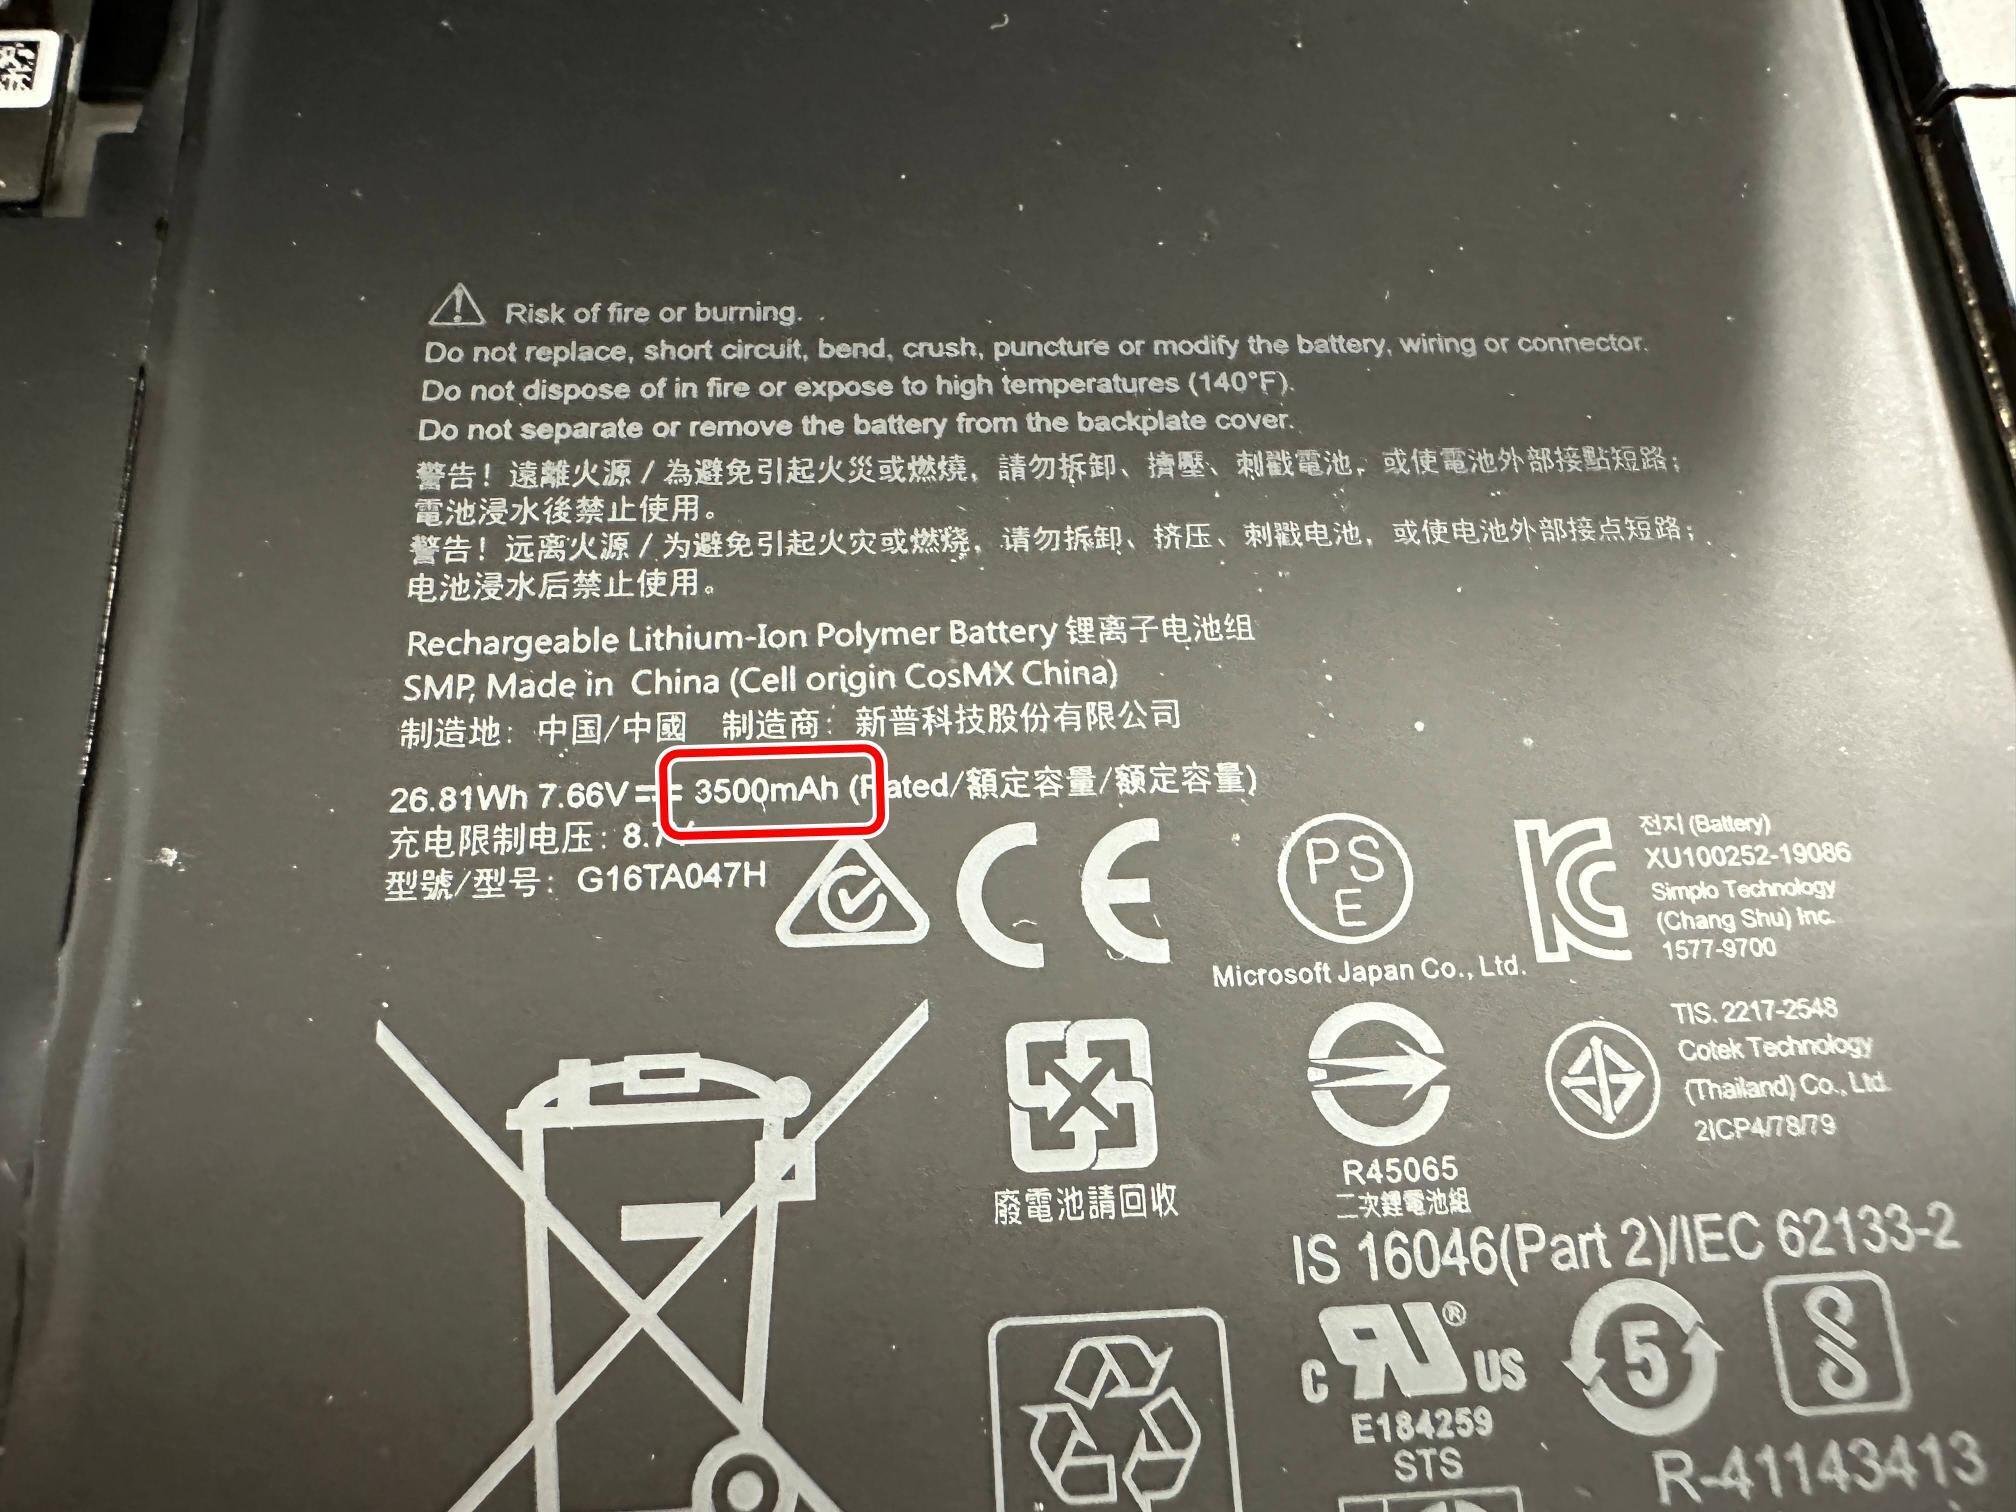 Risk of fire or burning.
Do not replace, short circuit, bend, crush, puncture or modify the battery, wiring or connector.
Do not dispose of in fire or expose to high temperatures (140°F).
Do not separate or remove the battery from the backplate cover.
警告！遠離火源 / 為避免引起火災或燃燒，請勿拆卸、擠壓、刺戳電池，或使電池外部接點短路；
電池浸水後禁止使用。
警告！远离火源 / 为避免引起火灾或燃烧，请勿拆卸、挤压、刺戳电池，或使电池外部接点短路；
电池浸水后禁止使用。
Rechargeable Lithium-Ion Polymer Battery 锂离子电池组
SMP, Made in China (Cell origin CosMX China)
制造地：中国/中國 制造商：新普科技股份有限公司
26.81Wh 7.66V⎓ 3500mAh (Rated/額定容量/額定容量)
充电限制电压：8.7
型號/型号：G16TA047H
CE
PS
E
Microsoft Japan Co., Ltd.
KC
전지 (Battery)
XU100252-19086
Simplo Technology
(Chang Shu) Inc.
1577-9700
TIS. 2217-2548
Cotek Technology
(Thailand) Co., Ltd.
2ICP4/78/79
廢電池請回收
R45065
二次鋰電池組
IS 16046(Part 2)/IEC 62133-2
c RU® US
E184259
STS
5
R-41143413